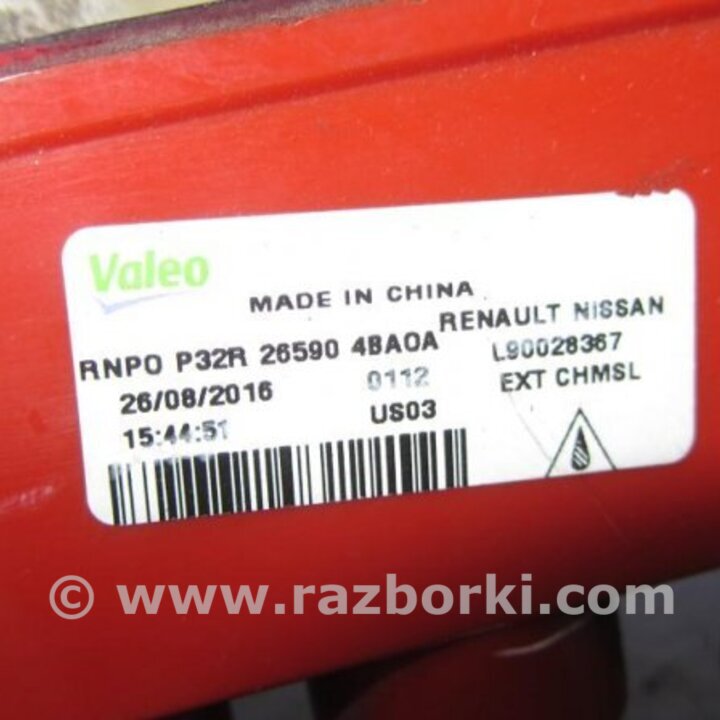 Valeo
MADE IN CHINA
RENAULT NISSAN
RNPO P32R 26590 4BA0A
L90028367
26/08/2016 0112 EXT CHMSL
15:44:51 US03
© www.razborki.com